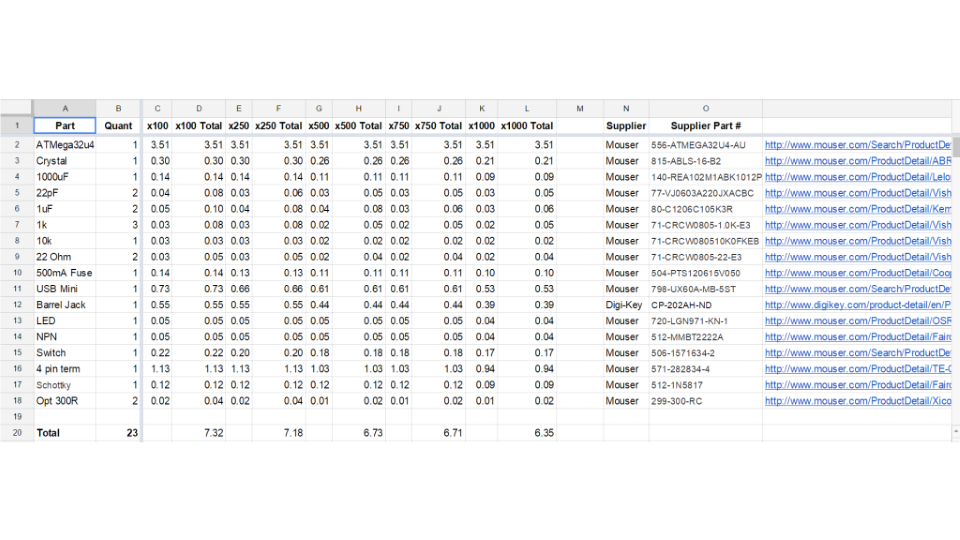 A B C D E F G H I J K L M N O
1 Part Quant x100 x100 Total x250 x250 Total x500 x500 Total x750 x750 Total x1000 x1000 Total Supplier Supplier Part #
2 ATMega32u4 1 3.51 3.51 3.51 3.51 3.51 3.51 3.51 3.51 3.51 3.51 Mouser 556-ATMEGA32U4-AU http://www.mouser.com/Search/ProductDe
3 Crystal 1 0.30 0.30 0.30 0.30 0.26 0.26 0.26 0.26 0.21 0.21 Mouser 815-ABLS-16-B2 http://www.mouser.com/ProductDetail/ABR
4 1000uF 1 0.14 0.14 0.14 0.14 0.11 0.11 0.11 0.11 0.09 0.09 Mouser 140-REA102M1ABK1012P http://www.mouser.com/ProductDetail/Lelo
5 22pF 2 0.04 0.08 0.03 0.06 0.03 0.05 0.03 0.05 0.03 0.05 Mouser 77-VJ0603A220JXACBC http://www.mouser.com/ProductDetail/Vish
6 1uF 2 0.05 0.10 0.04 0.08 0.04 0.08 0.03 0.06 0.03 0.06 Mouser 80-C1206C105K3R http://www.mouser.com/ProductDetail/Kem
7 1k 3 0.03 0.08 0.03 0.08 0.02 0.05 0.02 0.05 0.02 0.05 Mouser 71-CRCW0805-1.0K-E3 http://www.mouser.com/ProductDetail/Vish
8 10k 1 0.03 0.03 0.03 0.03 0.02 0.02 0.02 0.02 0.02 0.02 Mouser 71-CRCW080510K0FKEB http://www.mouser.com/ProductDetail/Vish
9 22 Ohm 2 0.03 0.05 0.03 0.05 0.02 0.04 0.02 0.04 0.02 0.04 Mouser 71-CRCW0805-22-E3 http://www.mouser.com/ProductDetail/Vish
10 500mA Fuse 1 0.14 0.14 0.13 0.13 0.11 0.11 0.11 0.11 0.10 0.10 Mouser 504-PTS120615V050 http://www.mouser.com/ProductDetail/Coop
11 USB Mini 1 0.73 0.73 0.66 0.66 0.61 0.61 0.61 0.61 0.53 0.53 Mouser 798-UX60A-MB-5ST http://www.mouser.com/Search/ProductDe
12 Barrel Jack 1 0.55 0.55 0.55 0.55 0.44 0.44 0.44 0.44 0.39 0.39 Digi-Key CP-202AH-ND http://www.digikey.com/product-detail/en/P
13 LED 1 0.05 0.05 0.05 0.05 0.05 0.05 0.05 0.05 0.04 0.04 Mouser 720-LGN971-KN-1 http://www.mouser.com/ProductDetail/OSR
14 NPN 1 0.05 0.05 0.05 0.05 0.05 0.05 0.05 0.05 0.04 0.04 Mouser 512-MMBT2222A http://www.mouser.com/ProductDetail/Fairc
15 Switch 1 0.22 0.22 0.20 0.20 0.18 0.18 0.18 0.18 0.17 0.17 Mouser 506-1571634-2 http://www.mouser.com/Search/ProductDe
16 4 pin term 1 1.13 1.13 1.13 1.13 1.03 1.03 1.03 1.03 0.94 0.94 Mouser 571-282834-4 http://www.mouser.com/ProductDetail/TE-C
17 Schottky 1 0.12 0.12 0.12 0.12 0.12 0.12 0.12 0.12 0.09 0.09 Mouser 512-1N5817 http://www.mouser.com/ProductDetail/Fairc
18 Opt 300R 2 0.02 0.04 0.02 0.04 0.01 0.02 0.01 0.02 0.01 0.02 Mouser 299-300-RC http://www.mouser.com/ProductDetail/Xico
19
20 Total 23 7.32 7.18 6.73 6.71 6.35